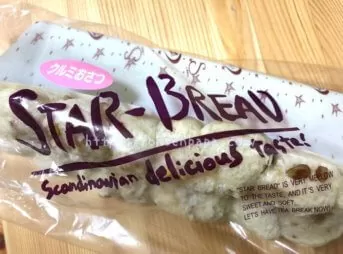 クルミおさつ
STAR-BREAD
Scandinavian delicious Taste!
"STAR BREAD" IS VERY MELLOW
TO THE TASTE, AND IT'S VERY
SWEET AND SOFT.
LET'S HAVE TEA BREAK NOW!